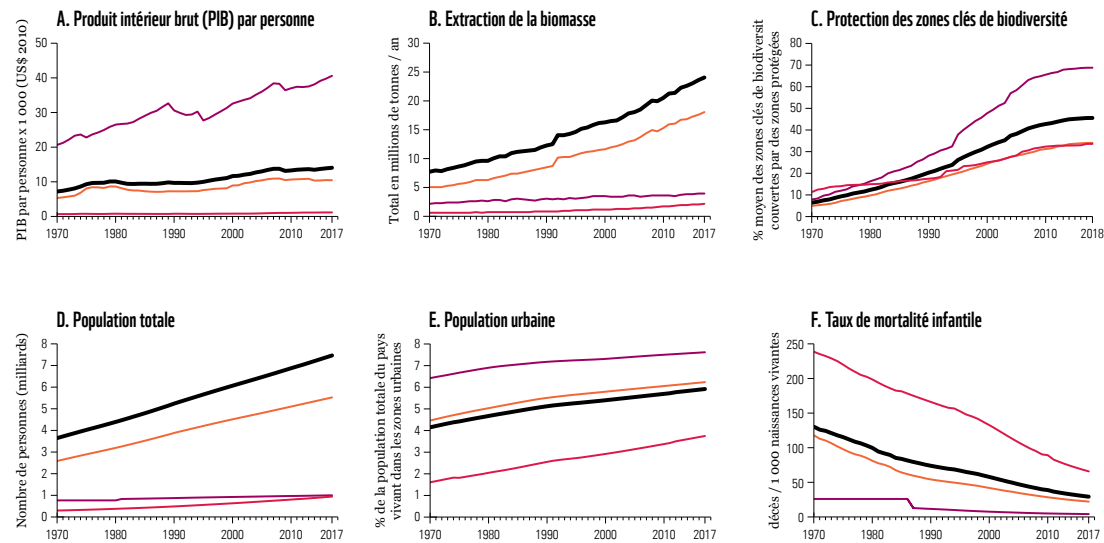 A. Produit intérieur brut (PIB) par personne
PIB par personne x 1 000 (US$ 2010)
50
40
30
20
10
0
1970 1980 1990 2000 2010 2017
B. Extraction de la biomasse
Total en millions de tonnes / an
30
25
20
15
10
5
0
1970 1980 1990 2000 2010 2017
C. Protection des zones clés de biodiversité
% moyen des zones clés de biodiversit
couvertes par des zones protégées
80
70
60
50
40
30
20
10
0
1970 1980 1990 2000 2010 2018
D. Population totale
Nombre de personnes (milliards)
8
7
6
5
4
3
2
1
0
1970 1980 1990 2000 2010 2017
E. Population urbaine
% de la population totale du pays
vivant dans les zones urbaines
8
7
6
5
4
3
2
1
0
1970 1980 1990 2000 2010 2017
F. Taux de mortalité infantile
décès / 1 000 naissances vivantes
250
200
150
100
50
0
1970 1980 1990 2000 2010 2017